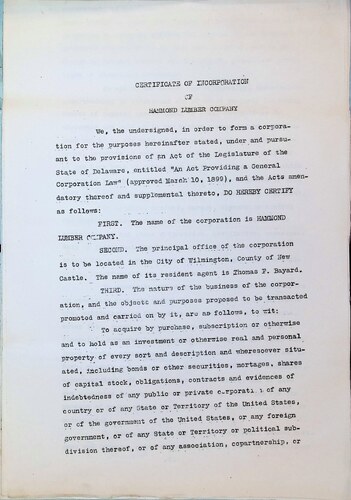 CERTIFICATE OF INCORPORATION
OF
HAMMOND LUMBER COMPANY
We, the undersigned, in order to form a corpora-
tion for the purposes hereinafter stated, under and pursu-
ant to the provisions of an Act of the Legislature of the
State of Delaware, entitled "An Act Providing a General
Corporation Law" (approved March 10, 1899), and the Acts amen-
datory thereof and supplemental thereto, DO HEREBY CERTIFY
as follows:
FIRST. The name of the corporation is HAMMOND
LUMBER COMPANY.
SECOND. The principal office of the corporation
is to be located in the City of Wilmington, County of New
Castle. The name of its resident agent is Thomas F. Bayard.
THIRD. The nature of the business of the corpor-
ation, and the objects and purposes proposed to be transacted
promoted and carried on by it, are as follows, to wit:
To acquire by purchase, subscription or otherwise
and to hold as an investment or otherwise real and personal
property of every sort and description and wheresoever situ-
ated, including bonds or other securities, mortages, shares
of capital stock, obligations, contracts and evidences of
indebtedness of any public or private corporation of any
country or of any State or Territory of the United States,
or of the government of the United States, or any foreign
government, or of any State or Territory or political sub-
division thereof, or of any association, copartnership, or